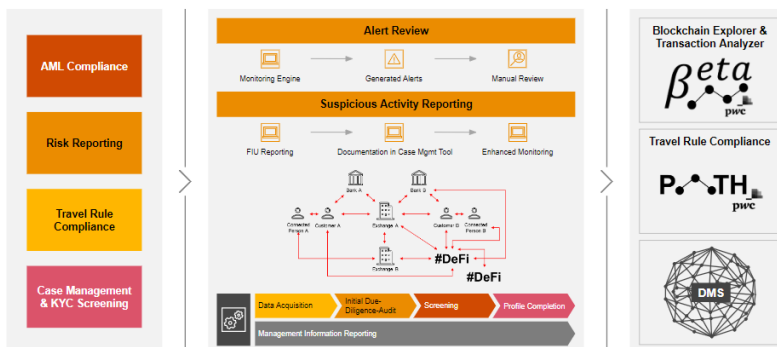 AML Compliance
Risk Reporting
Travel Rule
Compliance
Case Management
& KYC Screening
Alert Review
Monitoring Engine
Generated Alerts
Manual Review
Suspicious Activity Reporting
FIU Reporting
Documentation in Case Mgmt Tool
Enhanced Monitoring
Bank A
Bank B
Connected
Person A
Customer A
Exchange A
Customer B
Connected
Person B
Exchange B
#DeFi
#DeFi
Data Acquisition
Initial Due-
Diligence-Audit
Screening
Profile Completion
Management Information Reporting
Blockchain Explorer &
Transaction Analyzer
βeta
pwc
Travel Rule Compliance
PATH
pwc
DMS